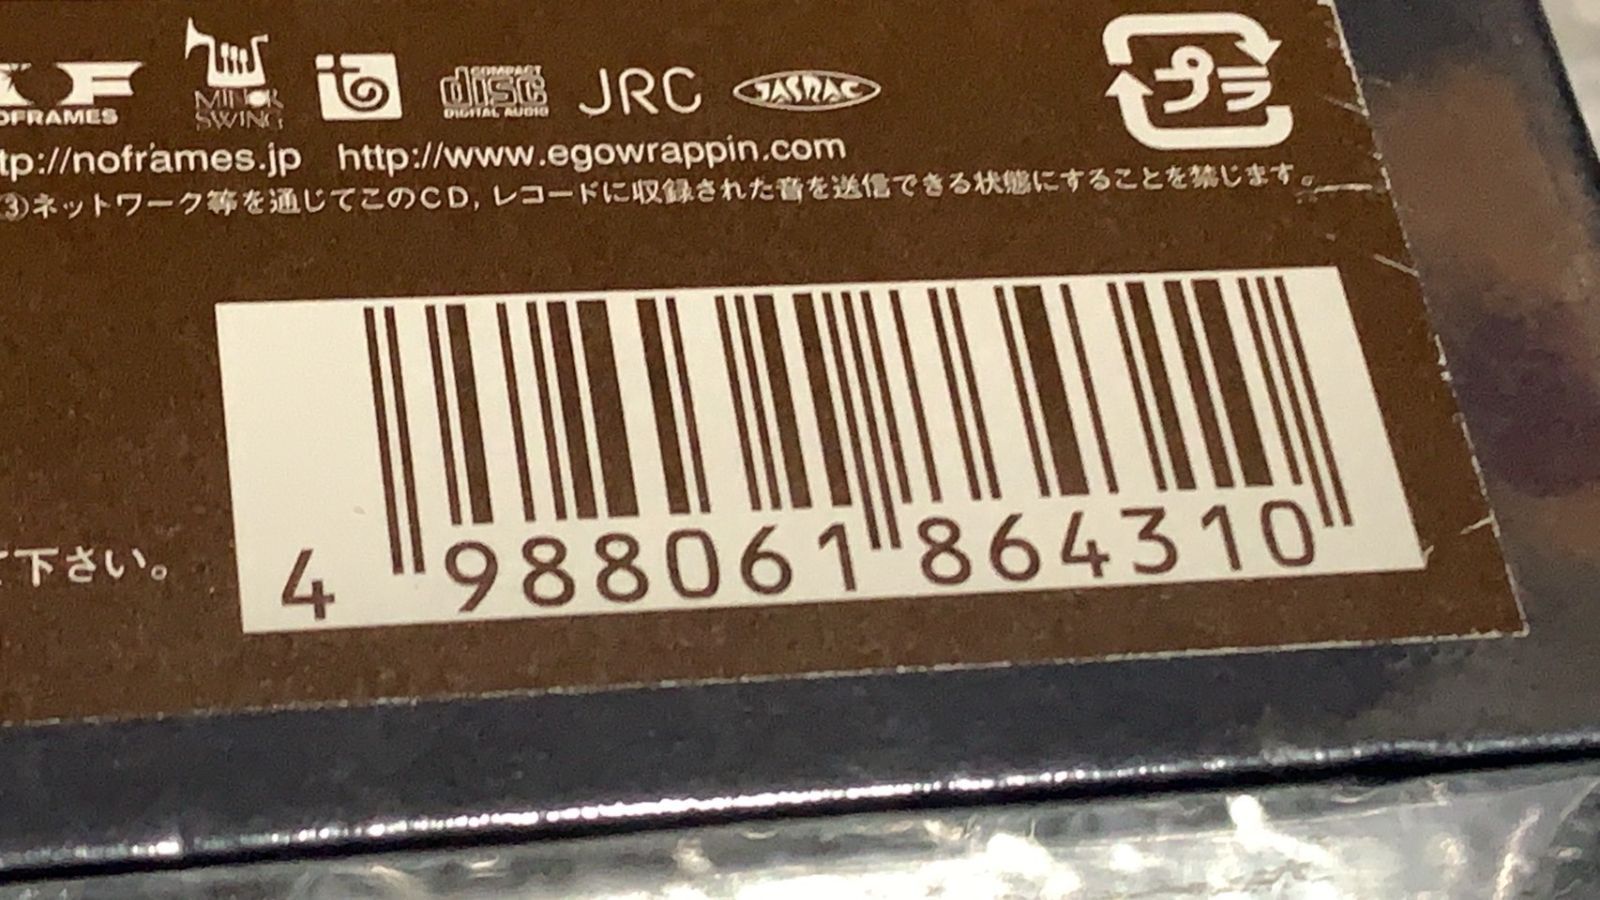 OFRAMES
MINOR
SWING
COMPACT
disc
DIGITAL AUDIO
JRC
JASRAC
プラ
tp://noframes.jp http://www.egowrappin.com
3)ネットワーク等を通じてこのCD, レコードに収録された音を送信できる状態にすることを禁じます。
て下さい。
4 988061 864310